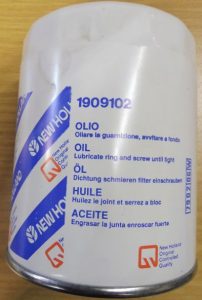 1909102
OLIO
Oliare la guarnizione, avvitare a fondo
OIL
Lubricate ring and screw until tight
ÖL
Dichtung schmieren filter einschrauben
HUILE
Huilez le joint et serrez a bloc
ACEITE
Engrasar la junta enroscar fuerte
NEW HOLLAND
New Holland
Original
Controlled
Quality